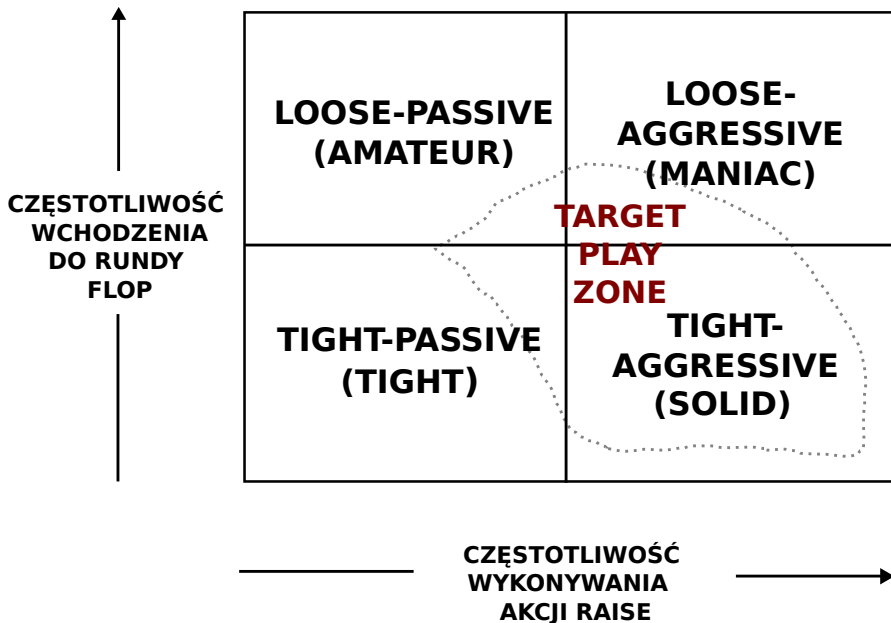 LOOSE-PASSIVE
(AMATEUR)
LOOSE-
AGGRESSIVE
(MANIAC)
CZĘSTOTLIWOŚĆ
WCHODZENIA
DO RUNDY
FLOP
TARGET
PLAY
ZONE
TIGHT-PASSIVE
(TIGHT)
TIGHT-
AGGRESSIVE
(SOLID)
CZĘSTOTLIWOŚĆ
WYKONYWANIA
AKCJI RAISE